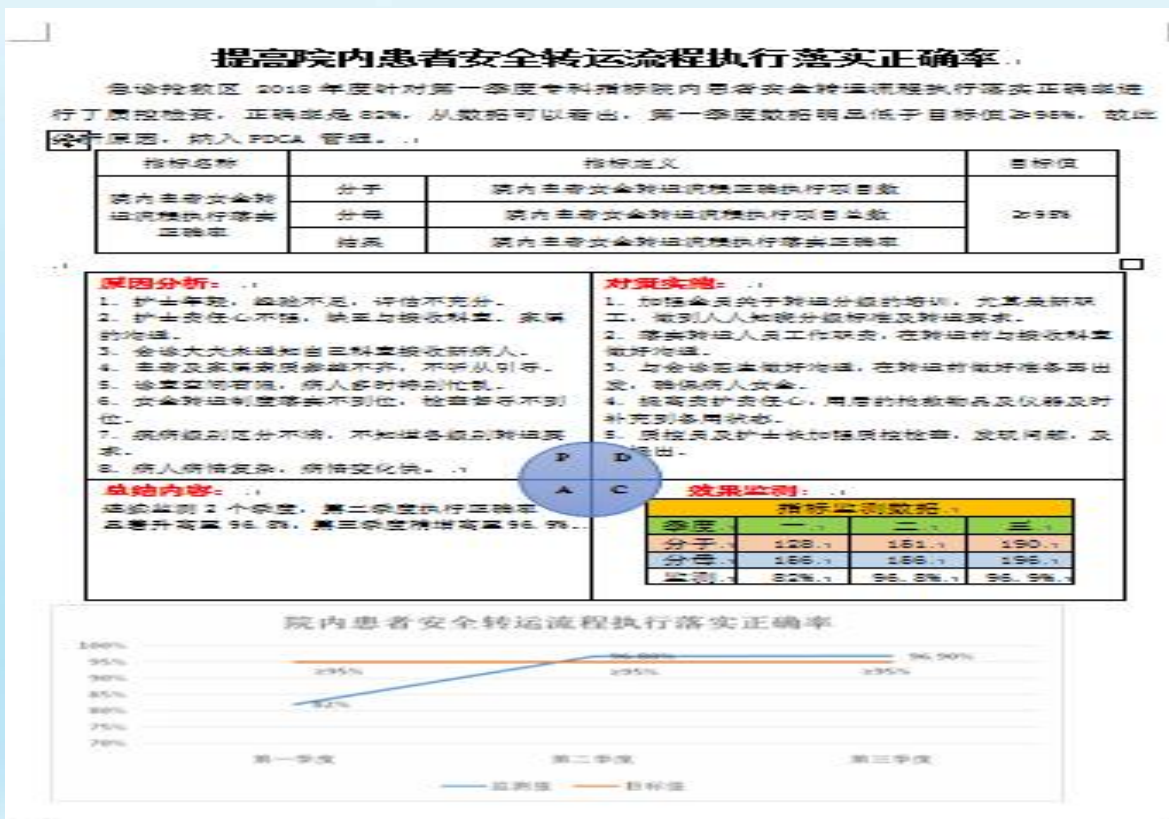 提高院内患者安全转运流程执行落实正确率
急诊抢救区 2018 年度针对第一季度专科指标院内患者安全转运流程执行落实正确率进
行了质控检查，正确率是 82%，从数据可以看出，第一季度数据明显低于目标值≥95%，故此
分析原因，纳入 PDCA 管理。
指标名称 指标定义 目标值
院内患者安全转运流程执行落实正确率 ≥95%
分子 院内患者安全转运流程正确执行项目数
分母 院内患者安全转运流程执行项目总数
结果 院内患者安全转运流程执行落实正确率
原因分析：
1、护士年轻，经验不足，评估不充分。
2、护士责任心不强，缺乏与接收科室、家属
的沟通。
3、会诊大夫未通知自己科室接收新病人。
4、患者及家属素质参差不齐，不听从引导。
5、诊室空间有限，病人多时特别忙乱。
6、安全转运制度落实不到位，检查督导不到
位。
7、疾病级别区分不清，不知道各级别转运要
求。
8、病人病情复杂，病情变化快。
对策实施：
1、加强全员关于转运分级的培训，尤其是新职
工，做到人人知晓分级标准及转运要求。
2、落实转运人员工作职责，在转运前与接收科室
做好沟通。
3、与会诊医生做好沟通，在转运前做好准备再出
发，确保病人安全。
4、提高责护责任心，用后的抢救物品及仪器及时
补充到备用状态。
5、质控员及护士长加强质控检查，发现问题，及
提出。
P D
A C
总结内容：
连续监测 2 个季度，第二季度执行正确率
显著升高至 96.8%，第三季度稍增高至 96.9%。
效果监测：
指标监测数据
季度 一 二 三
分子 128 181 190
分母 156 186 196
监测 82% 96.8% 96.9%
院内患者安全转运流程执行落实正确率
100%
95%
90%
85%
80%
75%
70%
≥95% ≥95% ≥95%
82% 96.80% 96.90%
第一季度 第二季度 第三季度
监测值 目标值